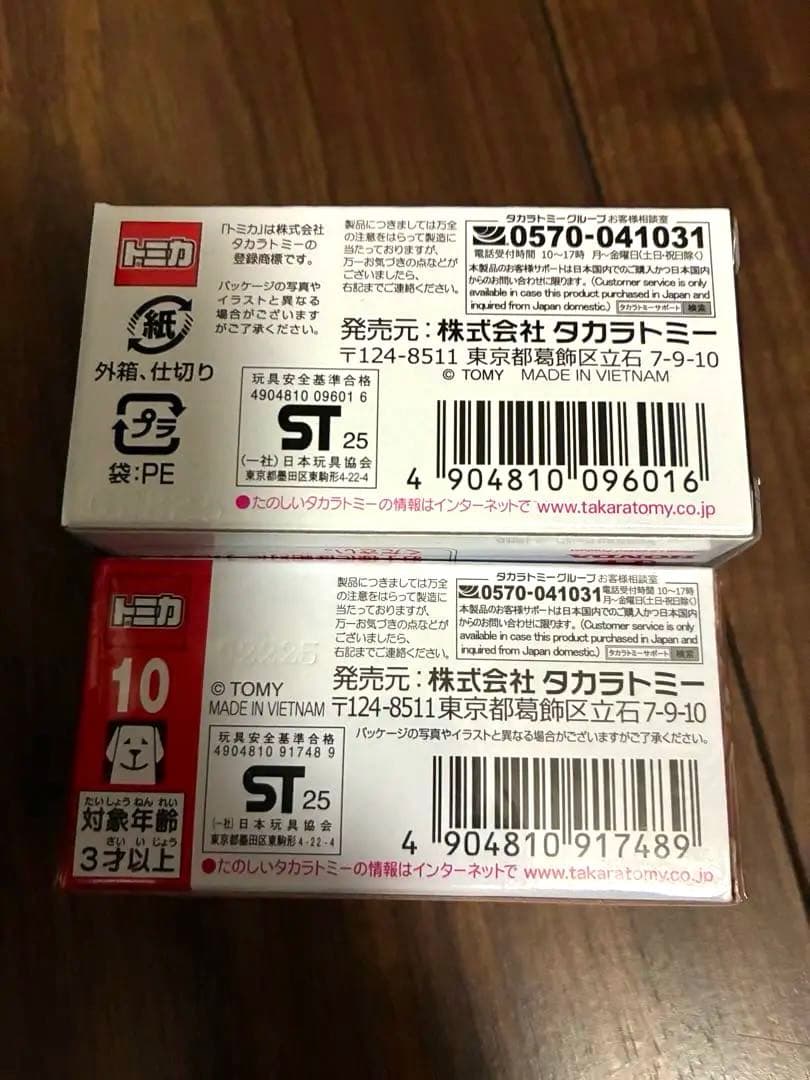 トミカ
「トミカ」は株式会社
タカラトミーの
登録商標です。
パッケージの写真や
イラストと異なる
場合がございます
がご了承ください。
製品につきましては万全
の注意をはらって製造に
当たっておりますが、
万一お気づきの点などが
ございましたら、
右記までご連絡ください。
タカラトミーグループ お客様相談室
0570-041031
電話受付時間 10~17時 月~金曜日(土日・祝日除く)
本製品のお客様サポートは日本国内でのご購入かつ日本国内
からのお問い合わせに限ります。(Customer service is only
available in case this product purchased in Japan and
inquired from Japan domestic.) タカラトミーサポート 検索
発売元:株式会社 タカラトミー
〒124-8511 東京都葛飾区立石 7-9-10
© TOMY MADE IN VIETNAM
紙
外箱、仕切り
プラ
袋:PE
玩具安全基準合格
4904810 09601 6
ST 25
(一社)日本玩具協会
東京都墨田区東駒形4-22-4
4 904810 096016
●たのしいタカラトミーの情報はインターネットで www.takaratomy.co.jp
トミカ
10
たいしょうねんれい
対象年齢
さいいじょう
3才以上
製品につきましては万全
の注意をはらって製造に
当たっておりますが、
万一お気づきの点などが
ございましたら、
右記までご連絡ください。
タカラトミーグループ お客様相談室
0570-041031 電話受付時間 10~17時
月~金曜日(土日・祝日除く)
本製品のお客様サポートは日本国内でのご購入かつ日本国内
からのお問い合わせに限ります。(Customer service is only
available in case this product purchased in Japan and
inquired from Japan domestic.) タカラトミーサポート 検索
© TOMY
MADE IN VIETNAM
発売元:株式会社 タカラトミー
〒124-8511 東京都葛飾区立石7-9-10
パッケージの写真やイラストと異なる場合がございますがご了承ください。
玩具安全基準合格
4904810 91748 9
ST 25
(一社)日本玩具協会
東京都墨田区東駒形4-22-4
4 904810 917489
●たのしいタカラトミーの情報はインターネットで www.takaratomy.co.jp